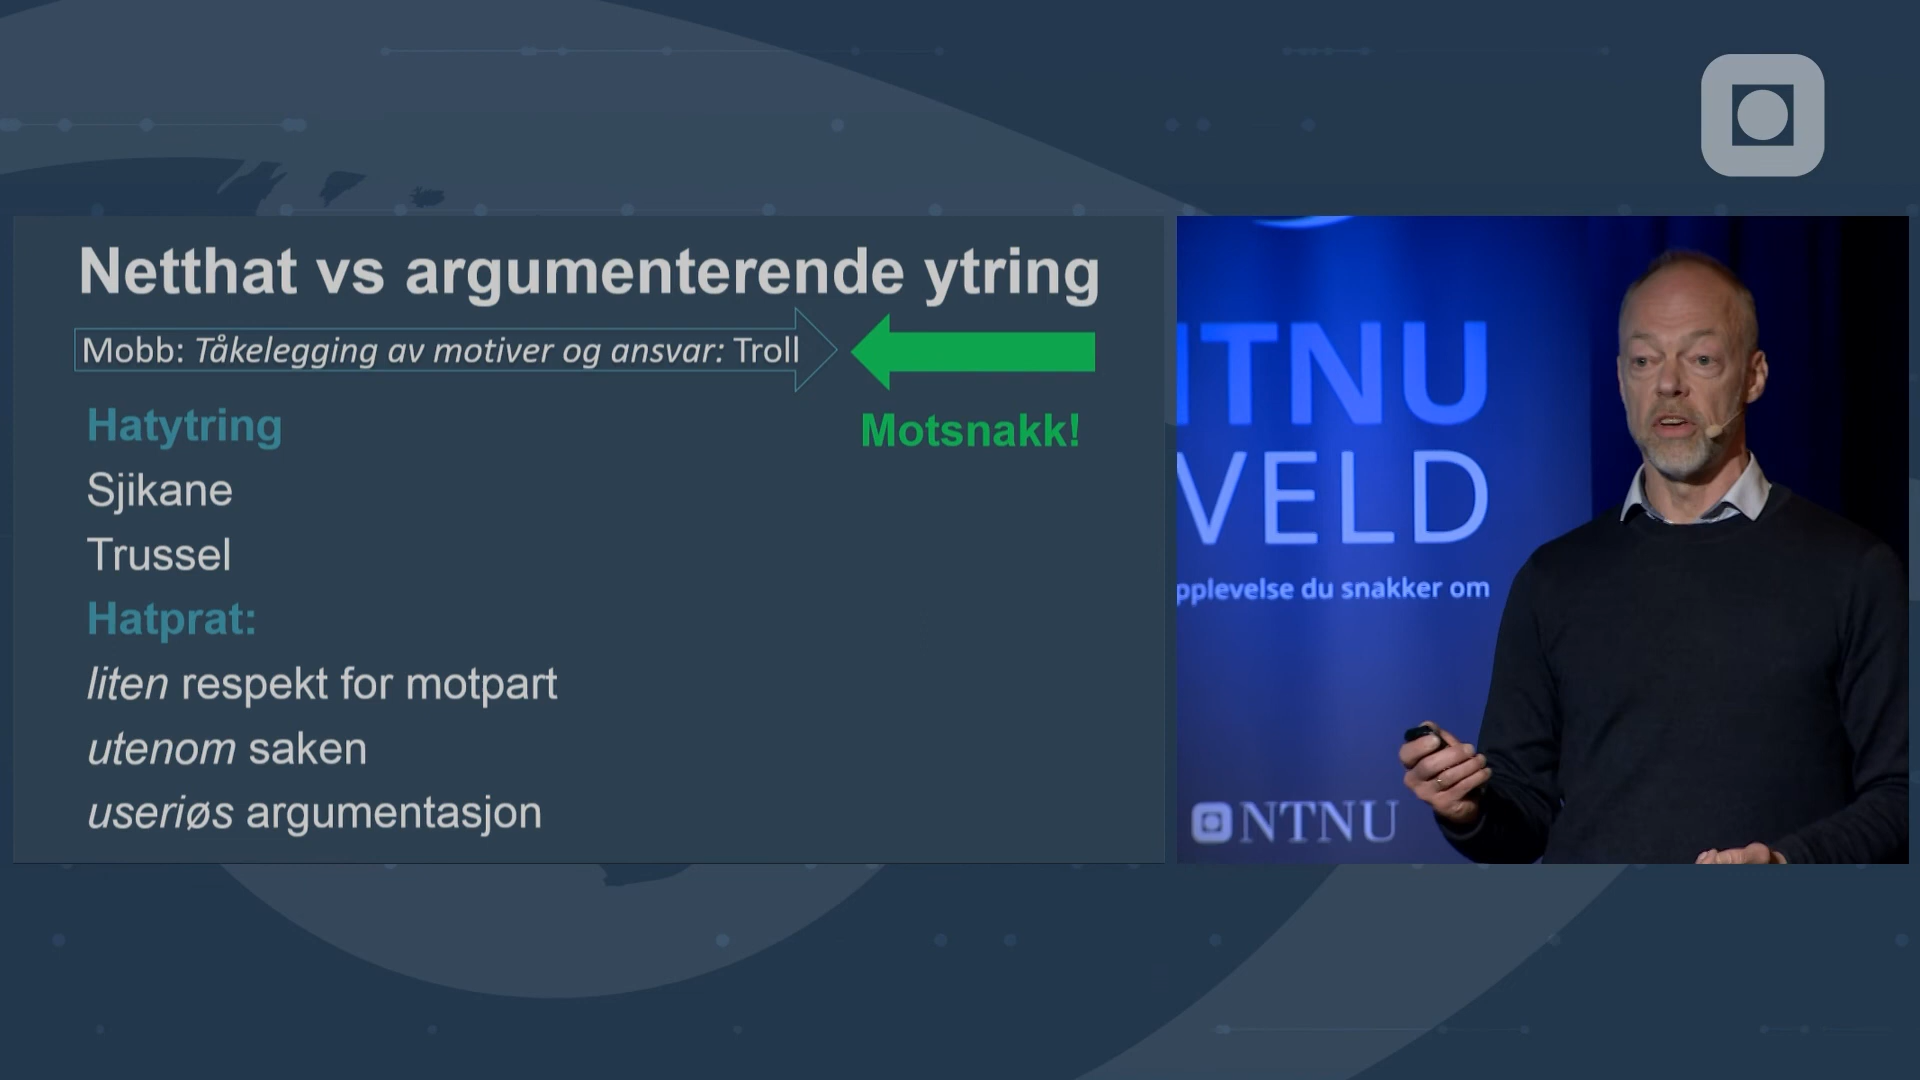 Netthat vs argumenterende ytring
Mobb: Tåkelegging av motiver og ansvar: Troll
Hatytring
Motsnakk!
Sjikane
Trussel
Hatprat:
liten respekt for motpart
utenom saken
useriøs argumentasjon
NTNU
VELD
pplevelse du snakker om
NTNU